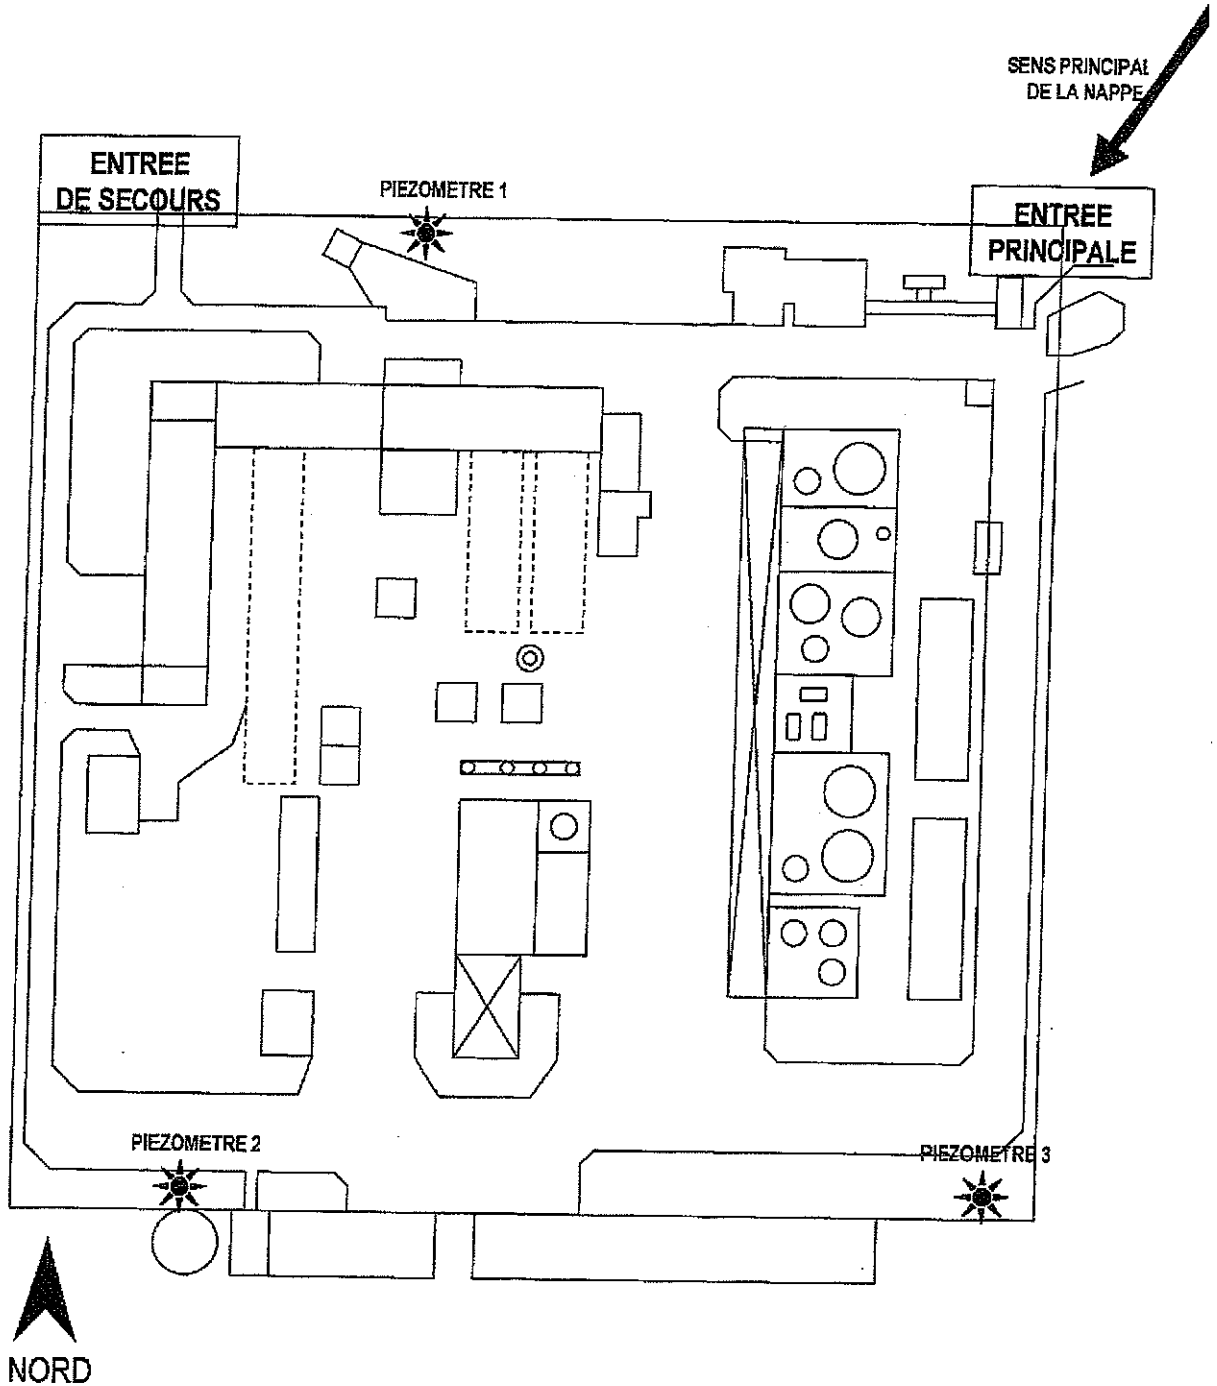 SENS PRINCIPAL
DE LA NAPPE
ENTREE
DE SECOURS
PIEZOMETRE 1
ENTREE
PRINCIPALE
PIEZOMETRE 2
PIEZOMETRE 3
NORD